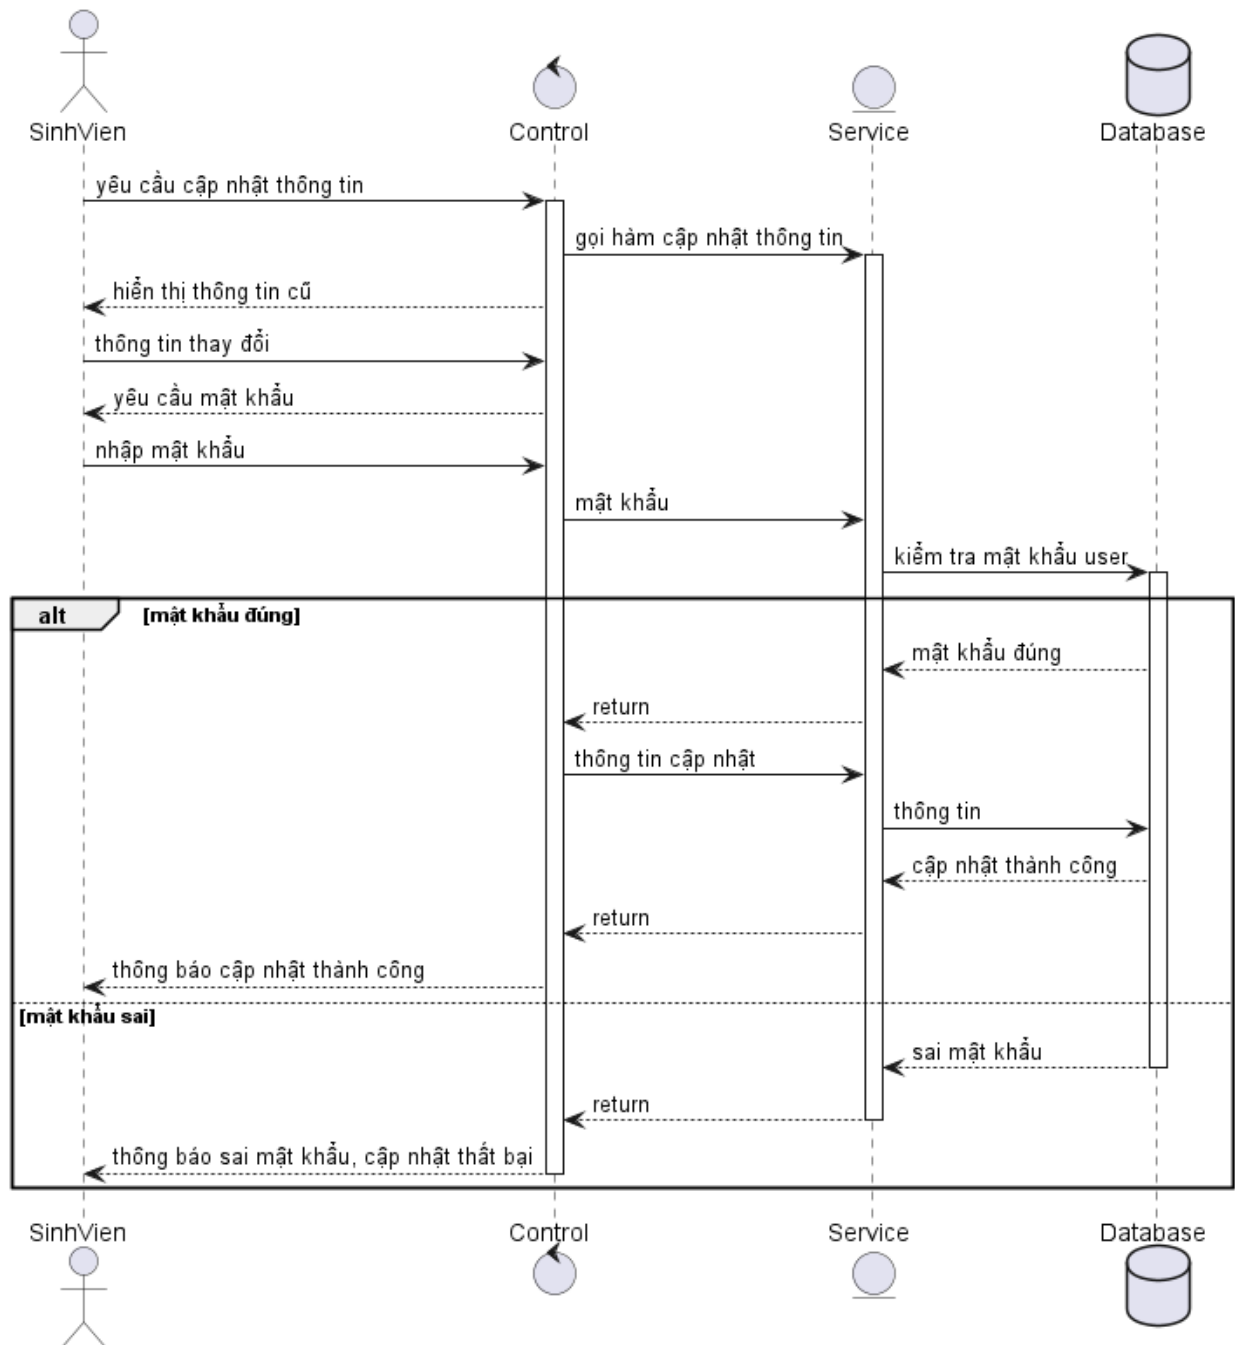 SinhVien
Control
Service
Database
yêu cầu cập nhật thông tin
gọi hàm cập nhật thông tin
hiển thị thông tin cũ
thông tin thay đổi
yêu cầu mật khẩu
nhập mật khẩu
mật khẩu
kiểm tra mật khẩu user
alt [mật khẩu đúng]
mật khẩu đúng
return
thông tin cập nhật
thông tin
cập nhật thành công
return
thông báo cập nhật thành công
[mật khẩu sai]
sai mật khẩu
return
thông báo sai mật khẩu, cập nhật thất bại
SinhVien
Control
Service
Database